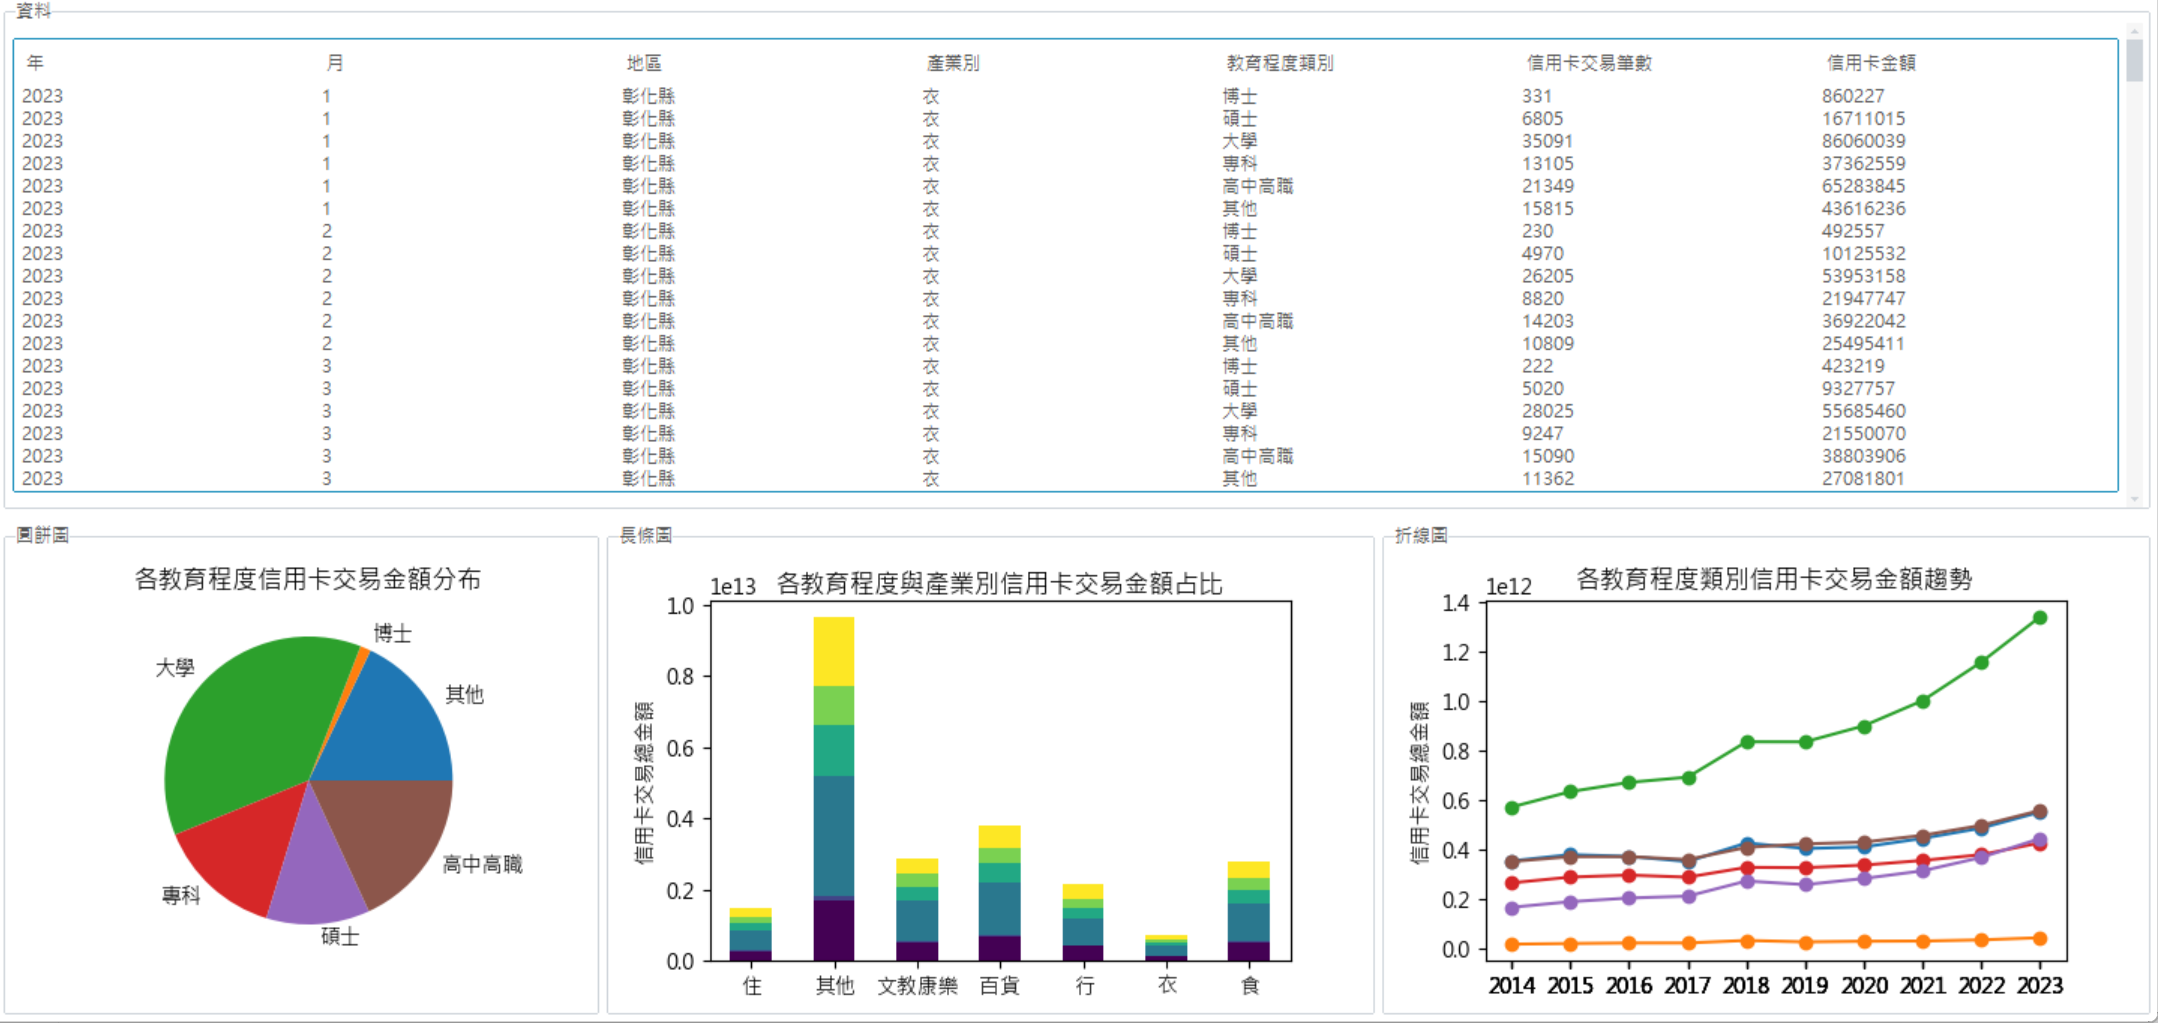 資料
年 月 地區 產業別 教育程度類別 信用卡交易筆數 信用卡金額
2023 1 彰化縣 衣 博士 331 860227
2023 1 彰化縣 衣 碩士 6805 16711015
2023 1 彰化縣 衣 大學 35091 86060039
2023 1 彰化縣 衣 專科 13105 37362559
2023 1 彰化縣 衣 高中高職 21349 65283845
2023 1 彰化縣 衣 其他 15815 43616236
2023 2 彰化縣 衣 博士 230 492557
2023 2 彰化縣 衣 碩士 4970 10125532
2023 2 彰化縣 衣 大學 26205 53953158
2023 2 彰化縣 衣 專科 8820 21947747
2023 2 彰化縣 衣 高中高職 14203 36922042
2023 2 彰化縣 衣 其他 10809 25495411
2023 3 彰化縣 衣 博士 222 423219
2023 3 彰化縣 衣 碩士 5020 9327757
2023 3 彰化縣 衣 大學 28025 55685460
2023 3 彰化縣 衣 專科 9247 21550070
2023 3 彰化縣 衣 高中高職 15090 38803906
2023 3 彰化縣 衣 其他 11362 27081801
圓餅圖
各教育程度信用卡交易金額分布
博士
大學
其他
高中高職
專科
碩士
長條圖
1e13 各教育程度與產業別信用卡交易金額占比
信用卡交易總金額
1.0
0.8
0.6
0.4
0.2
0.0
住 其他 文教康樂 百貨 行 衣 食
折線圖
1e12 各教育程度類別信用卡交易金額趨勢
信用卡交易總金額
1.4
1.2
1.0
0.8
0.6
0.4
0.2
0.0
2014 2015 2016 2017 2018 2019 2020 2021 2022 2023